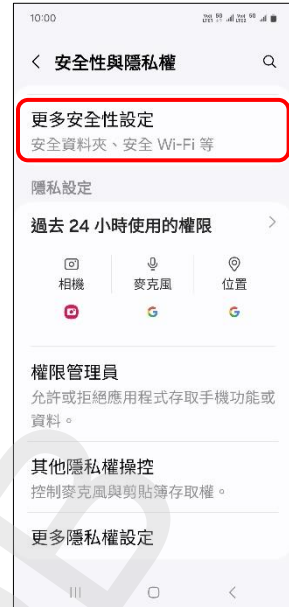 10:00
安全性與隱私權
更多安全性設定
安全資料夾、安全 Wi-Fi 等
隱私設定
過去 24 小時使用的權限
相機
麥克風
位置
權限管理員
允許或拒絕應用程式存取手機功能或
資料。
其他隱私權操控
控制麥克風與剪貼簿存取權。
更多隱私權設定